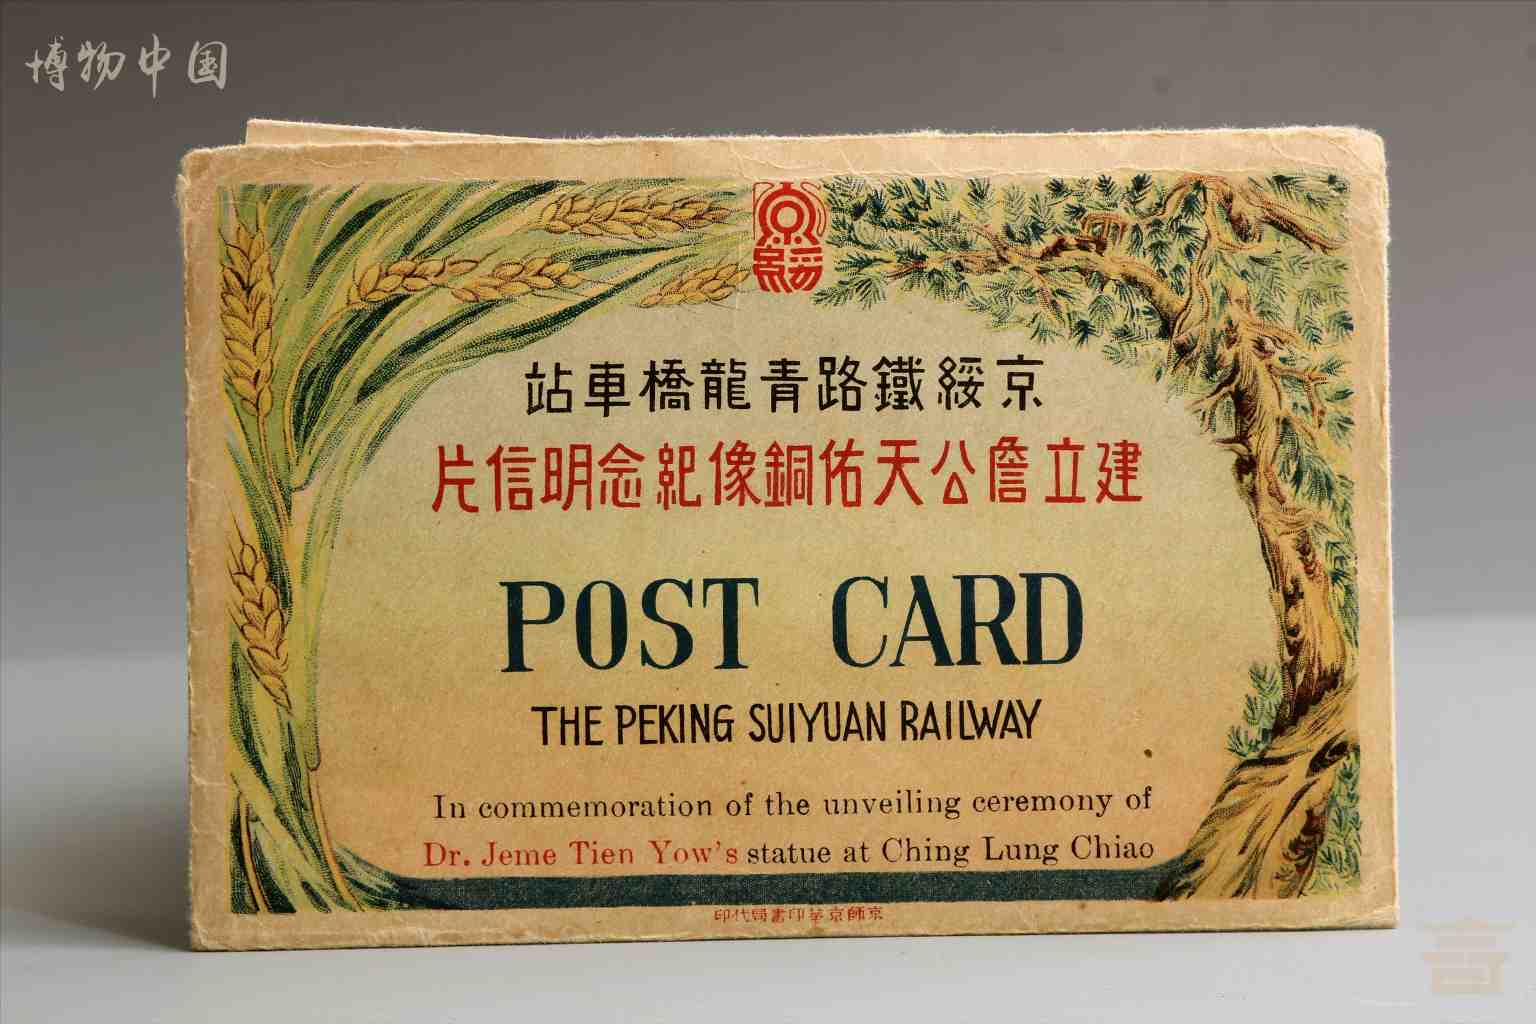 博物中国
京綏
京綏鐵路青龍橋車站
建立詹公天佑銅像紀念明信片
POST CARD
THE PEKING SUIYUAN RAILWAY
In commemoration of the unveiling ceremony of
Dr. Jeme Tien Yow's statue at Ching Lung Chiao
京師京華印書局代印